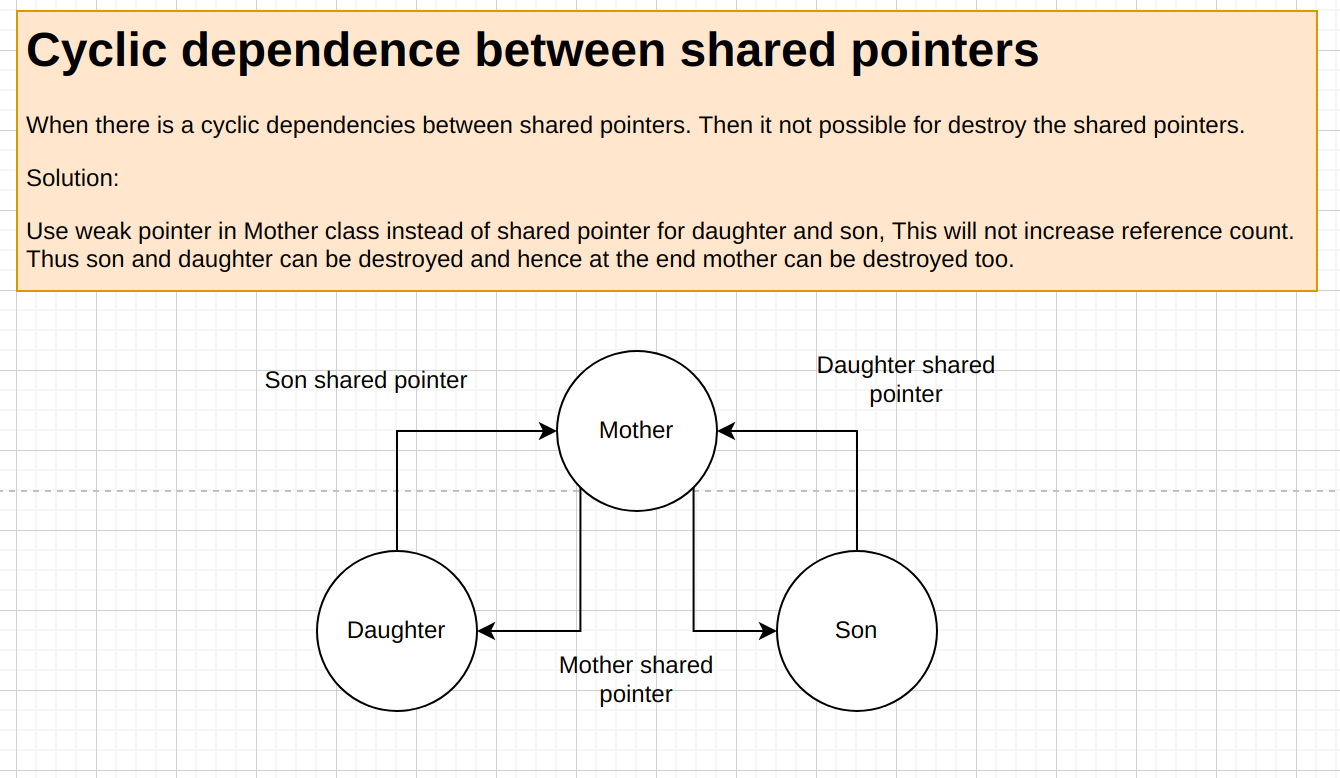 Cyclic dependence between shared pointers
When there is a cyclic dependencies between shared pointers. Then it not possible for destroy the shared pointers.
Solution:
Use weak pointer in Mother class instead of shared pointer for daughter and son, This will not increase reference count.
Thus son and daughter can be destroyed and hence at the end mother can be destroyed too.
Son shared pointer
Daughter shared
pointer
Mother
Daughter
Son
Mother shared
pointer